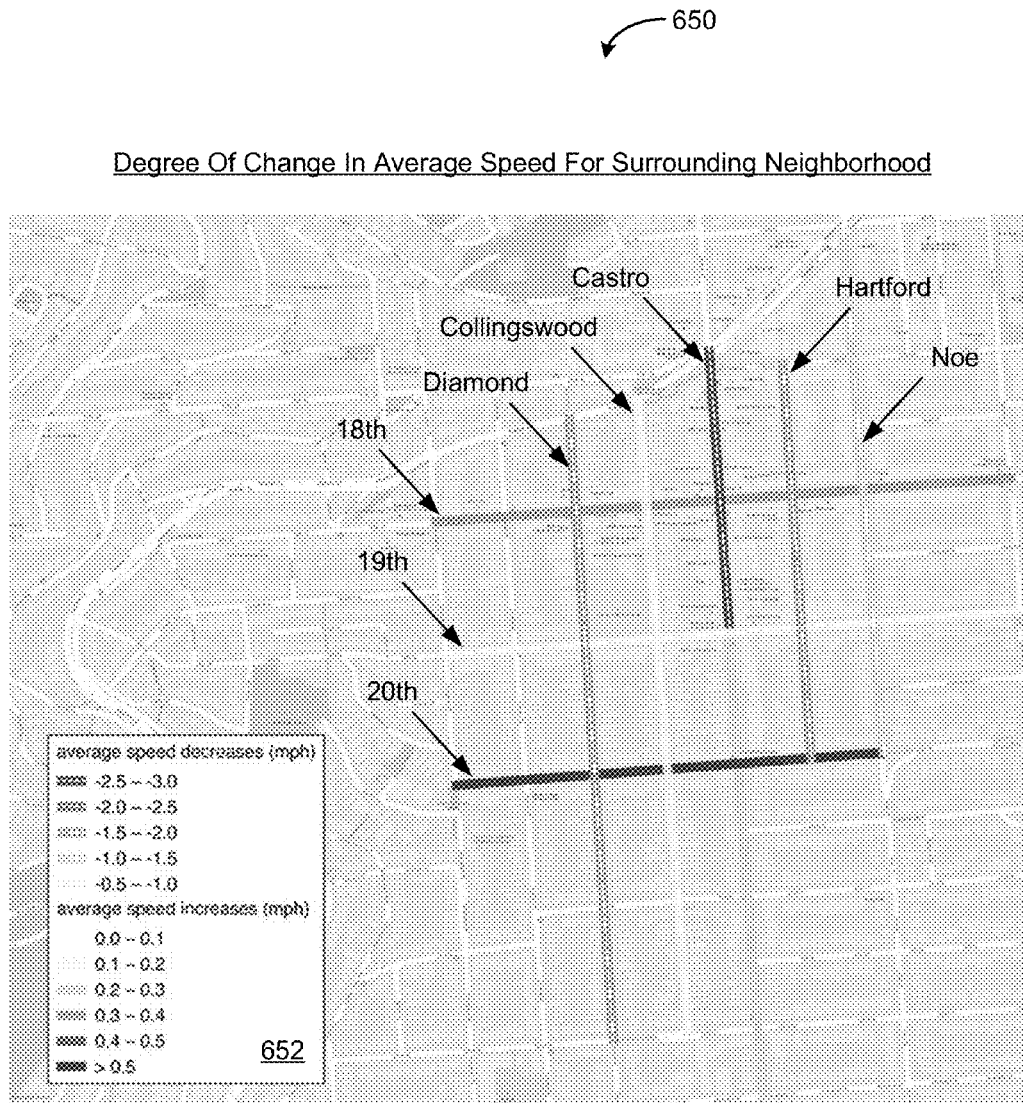 650
Degree Of Change In Average Speed For Surrounding Neighborhood
Castro
Hartford
Collingswood
Noe
Diamond
18th
19th
20th
average speed decreases (mph)
-2.5 ~ -3.0
-2.0 ~ -2.5
-1.5 ~ -2.0
-1.0 ~ -1.5
-0.5 ~ -1.0
average speed increases (mph)
0.0 ~ 0.1
0.1 ~ 0.2
0.2 ~ 0.3
0.3 ~ 0.4
0.4 ~ 0.5
> 0.5
652